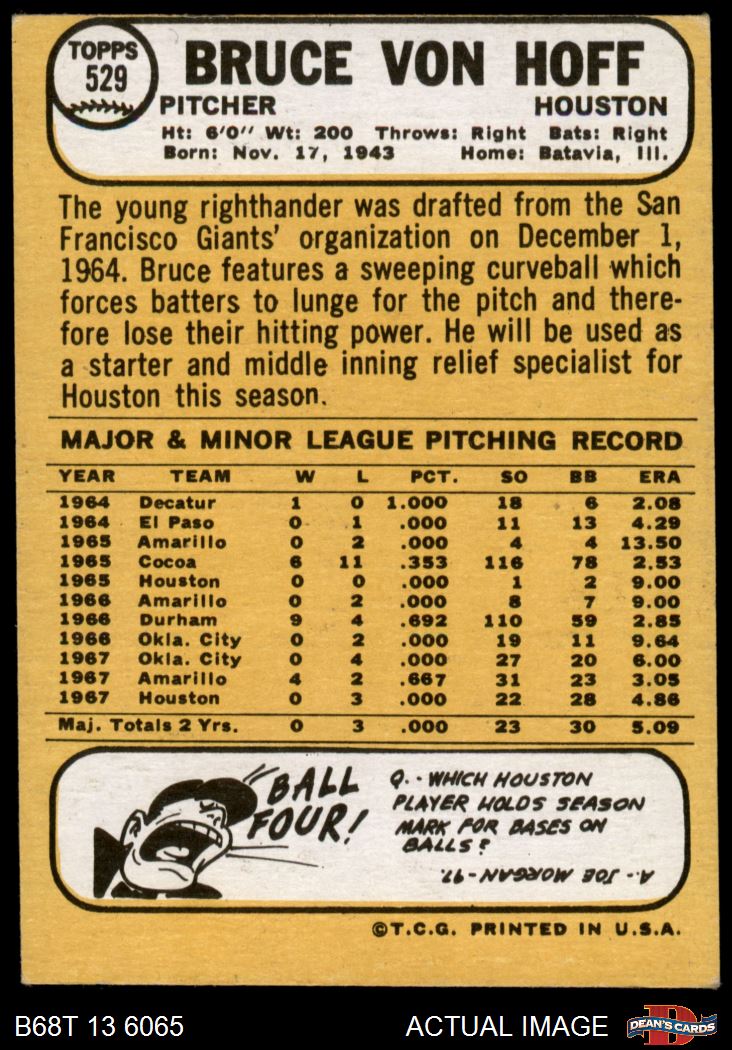 TOPPS
529
BRUCE VON HOFF
PITCHER HOUSTON
Ht: 6'0" Wt: 200 Throws: Right Bats: Right
Born: Nov. 17, 1943 Home: Batavia, Ill.
The young righthander was drafted from the San
Francisco Giants' organization on December 1,
1964. Bruce features a sweeping curveball which
forces batters to lunge for the pitch and there-
fore lose their hitting power. He will be used as
a starter and middle inning relief specialist for
Houston this season.
MAJOR & MINOR LEAGUE PITCHING RECORD
YEAR TEAM W L PCT. SO BB ERA
1964 Decatur 1 0 1.000 18 6 2.08
1964 El Paso 0 1 .000 11 13 4.29
1965 Amarillo 0 2 .000 4 4 13.50
1965 Cocoa 6 11 .353 116 78 2.53
1965 Houston 0 0 .000 1 2 9.00
1966 Amarillo 0 2 .000 8 7 9.00
1966 Durham 9 4 .692 110 59 2.85
1966 Okla. City 0 2 .000 19 11 9.64
1967 Okla. City 0 4 .000 27 20 6.00
1967 Amarillo 4 2 .667 31 23 3.05
1967 Houston 0 3 .000 22 28 4.86
Maj. Totals 2 Yrs. 0 3 .000 23 30 5.09
BALL
FOUR!
Q.- WHICH HOUSTON
PLAYER HOLDS SEASON
MARK FOR BASES ON
BALLS?
A.- JOE MORGAN - 97.
©T.C.G. PRINTED IN U.S.A.
B68T 13 6065 ACTUAL IMAGE
D
DEAN'S CARDS